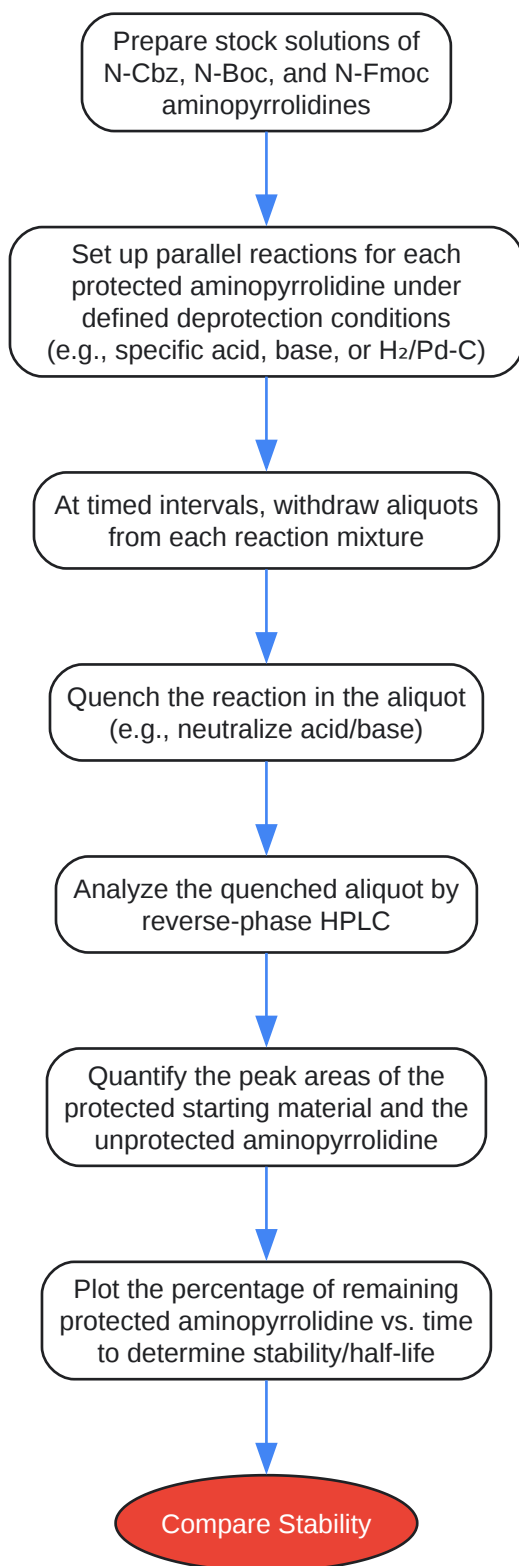 Prepare stock solutions of
N-Cbz, N-Boc, and N-Fmoc
aminopyrrolidines
Set up parallel reactions for each
protected aminopyrrolidine under
defined deprotection conditions
(e.g., specific acid, base, or H₂/Pd-C)
At timed intervals, withdraw aliquots
from each reaction mixture
Quench the reaction in the aliquot
(e.g., neutralize acid/base)
Analyze the quenched aliquot by
reverse-phase HPLC
Quantify the peak areas of the
protected starting material and the
unprotected aminopyrrolidine
Plot the percentage of remaining
protected aminopyrrolidine vs. time
to determine stability/half-life
Compare Stability